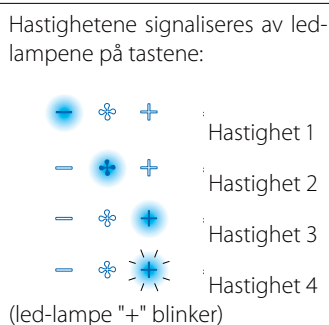 Hastighetene signaliseres av led-
lampene på tastene:
Hastighet 1
Hastighet 2
Hastighet 3
Hastighet 4
(led-lampe "+" blinker)